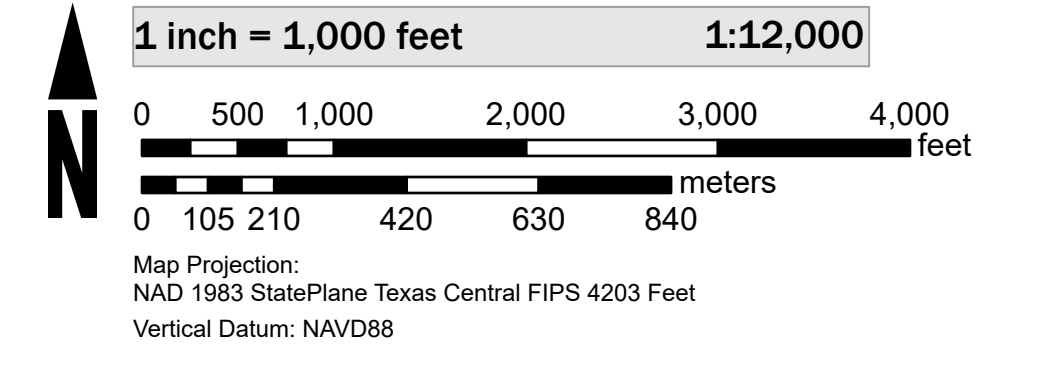 1 inch = 1,000 feet 1:12,000
0 500 1,000 2,000 3,000 4,000
feet
meters
0 105 210 420 630 840
N
Map Projection:
NAD 1983 StatePlane Texas Central FIPS 4203 Feet
Vertical Datum: NAVD88